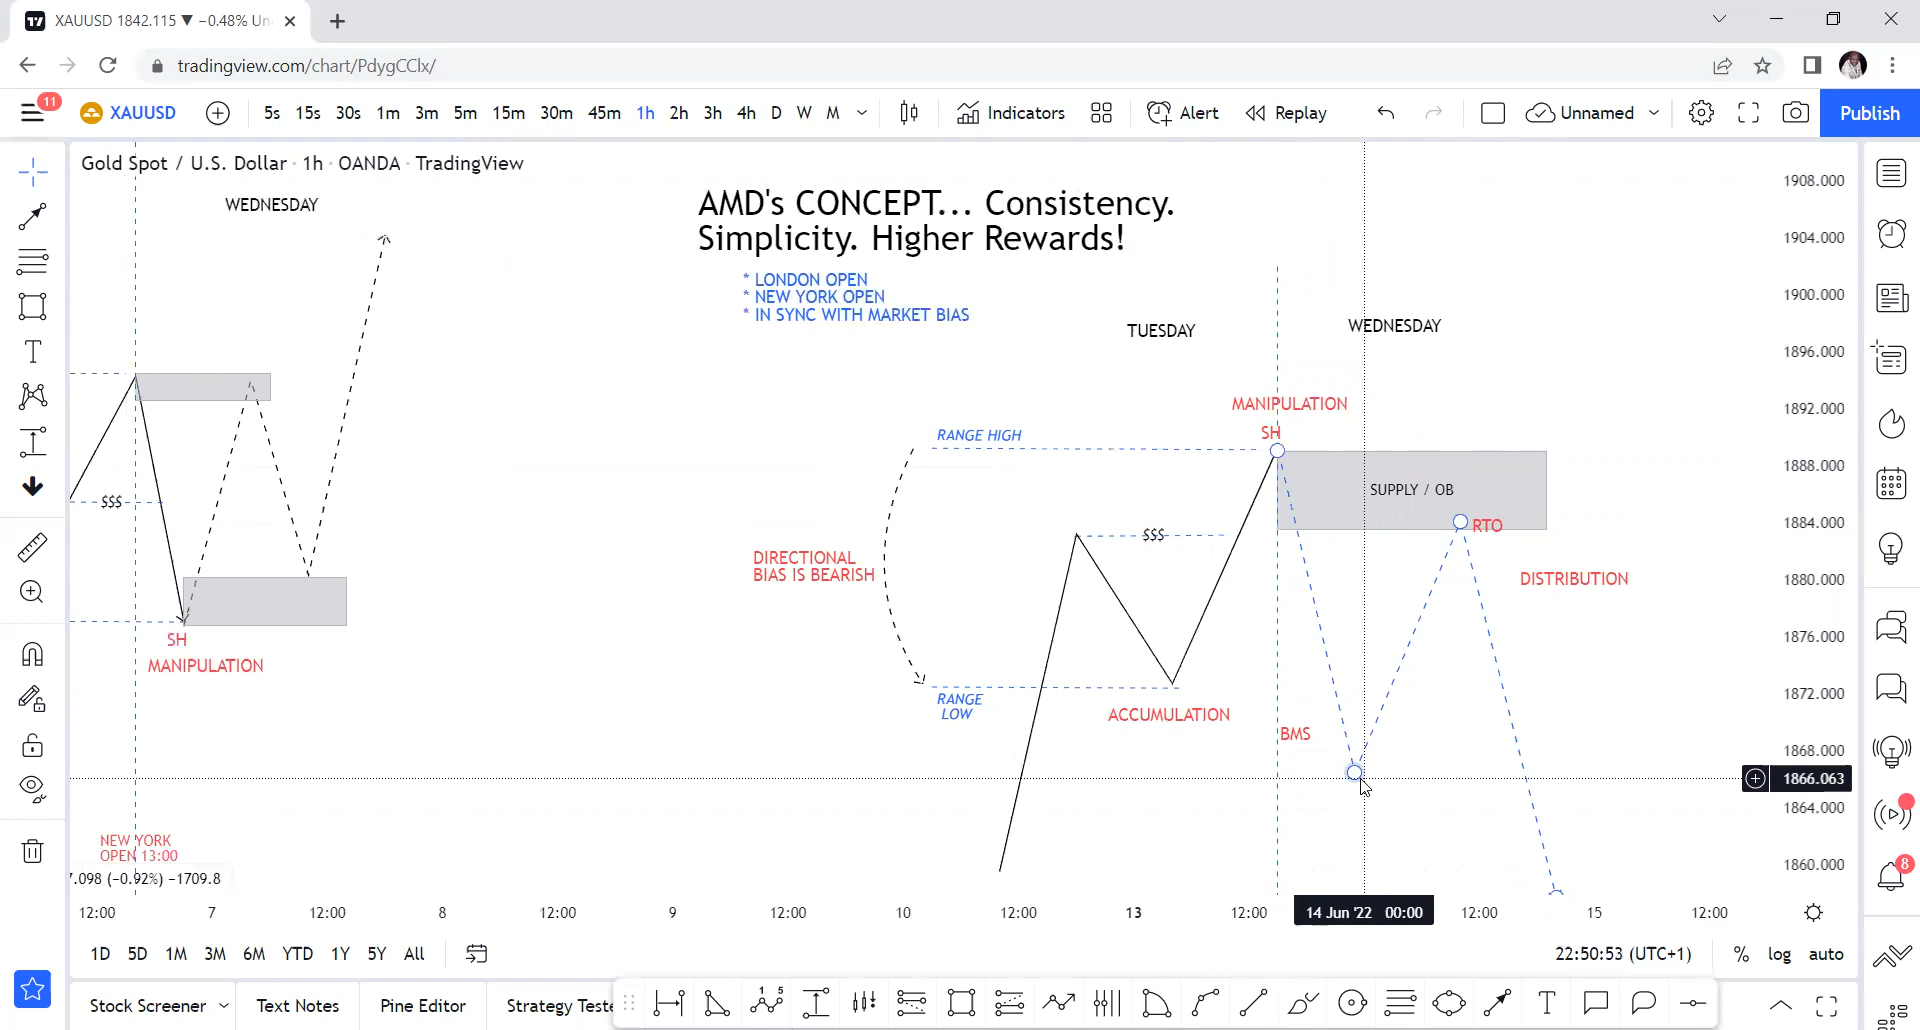 XAUUSD 1842.115 ▼ −0.48% Un
tradingview.com/chart/PdygCClx/
11
XAUUSD
5s 15s 30s 1m 3m 5m 15m 30m 45m 1h 2h 3h 4h D W M
Indicators
Alert
Replay
Unnamed
Publish
Gold Spot / U.S. Dollar · 1h · OANDA · TradingView
WEDNESDAY
AMD's CONCEPT... Consistency.
Simplicity. Higher Rewards!
* LONDON OPEN
* NEW YORK OPEN
* IN SYNC WITH MARKET BIAS
TUESDAY
WEDNESDAY
MANIPULATION
SH
RANGE HIGH
SUPPLY / OB
$$$
$$$
RTO
DIRECTIONAL
BIAS IS BEARISH
DISTRIBUTION
SH
MANIPULATION
RANGE
LOW
ACCUMULATION
BMS
NEW YORK
OPEN 13:00
7.098 (−0.92%) −1709.8
1908.000
1904.000
1900.000
1896.000
1892.000
1888.000
1884.000
1880.000
1876.000
1872.000
1868.000
1866.063
1864.000
1860.000
12:00 7 12:00 8 12:00 9 12:00 10 12:00 13 12:00 14 Jun '22 00:00 12:00 15 12:00
1D 5D 1M 3M 6M YTD 1Y 5Y All
22:50:53 (UTC+1) % log auto
8
Stock Screener Text Notes Pine Editor Strategy Teste
1 5
T